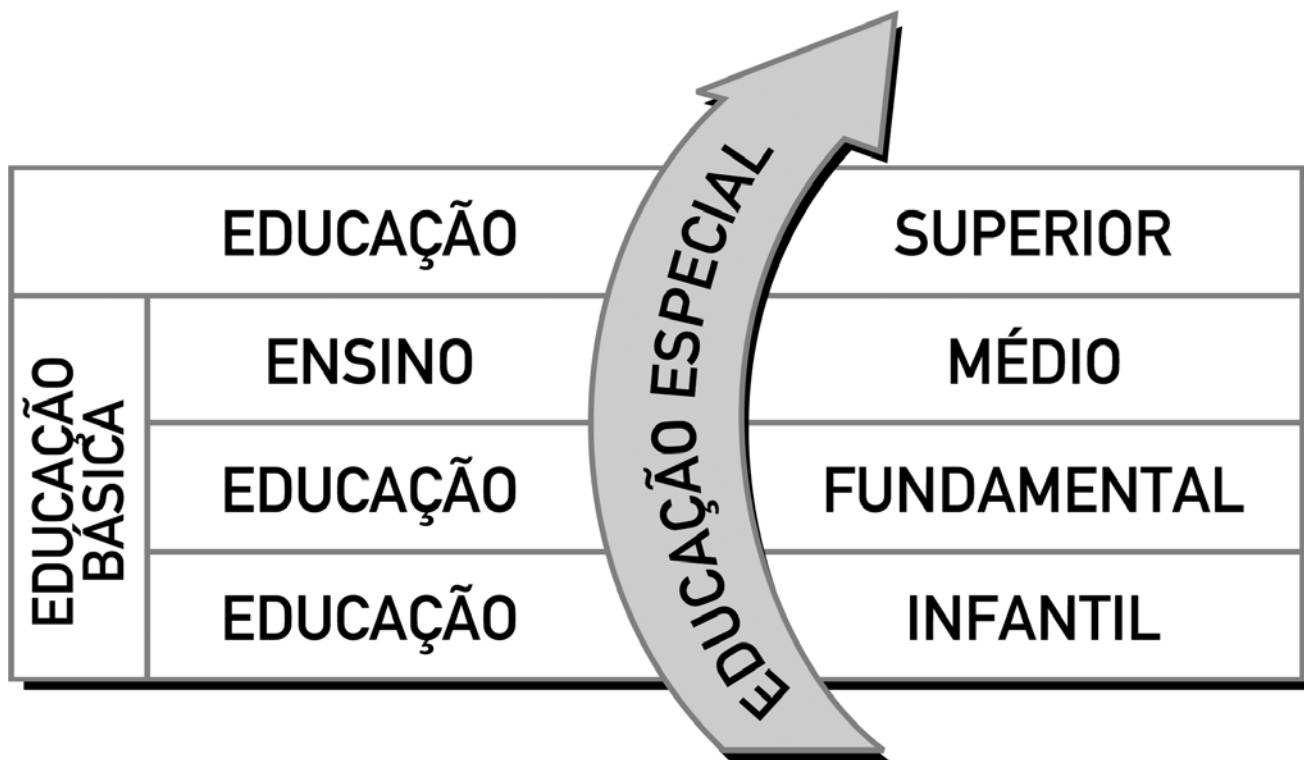 EDUCAÇÃO SUPERIOR
EDUCAÇÃO
BÁSICA
ENSINO MÉDIO
EDUCAÇÃO FUNDAMENTAL
EDUCAÇÃO INFANTIL
EDUCAÇÃO ESPECIAL